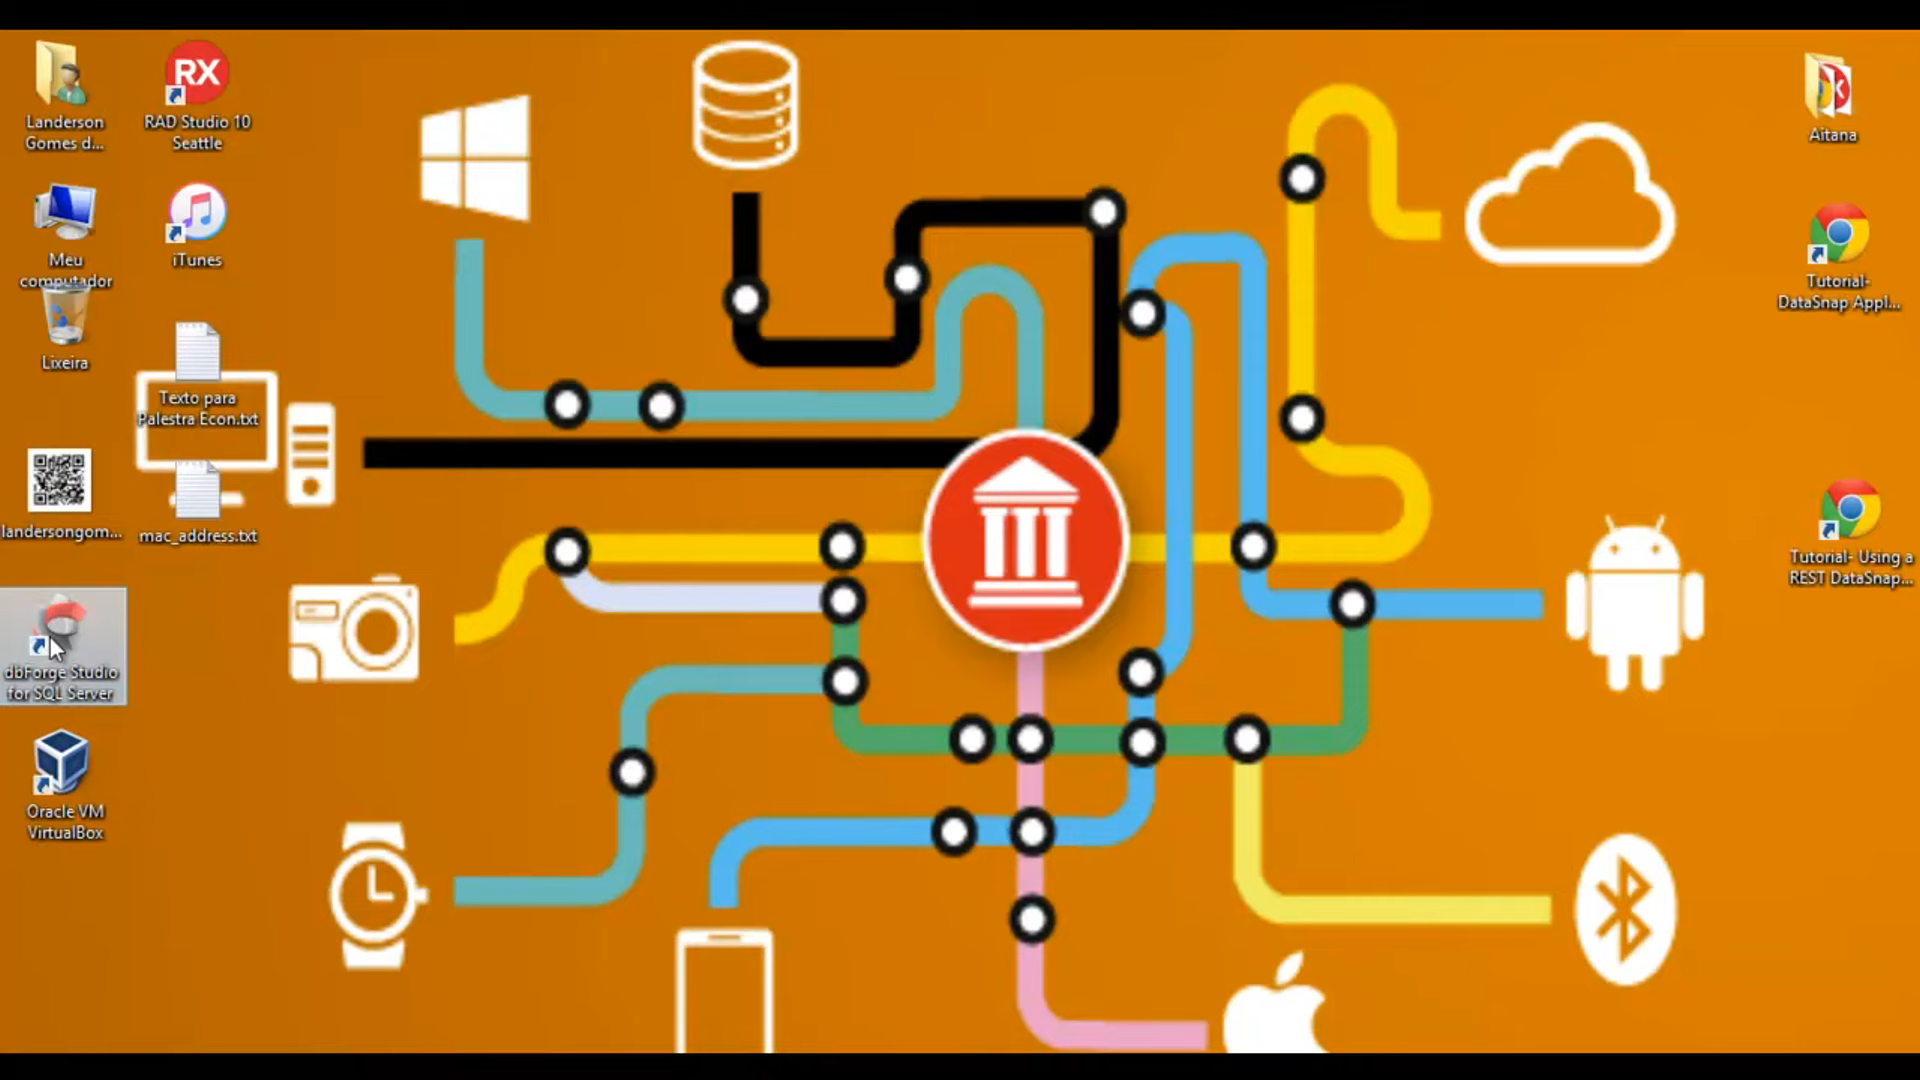 Landerson
Gomes d...
RX
RAD Studio 10
Seattle
Aitana
Meu
computador
iTunes
Tutorial-
DataSnap Appl...
Lixeira
Texto para
Palestra Econ.txt
landersongom...
mac_address.txt
Tutorial- Using a
REST DataSnap...
dbForge Studio
for SQL Server
Oracle VM
VirtualBox